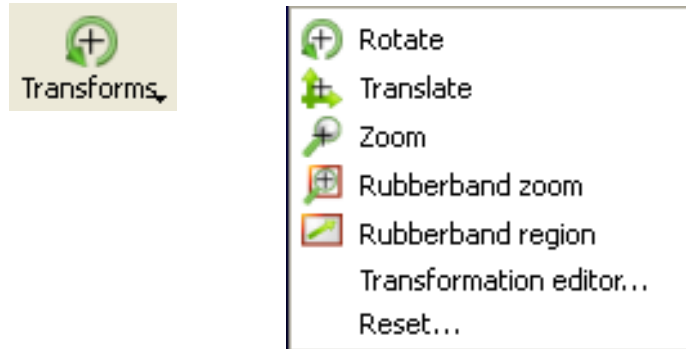 Transforms
Rotate
Translate
Zoom
Rubberband zoom
Rubberband region
Transformation editor...
Reset...